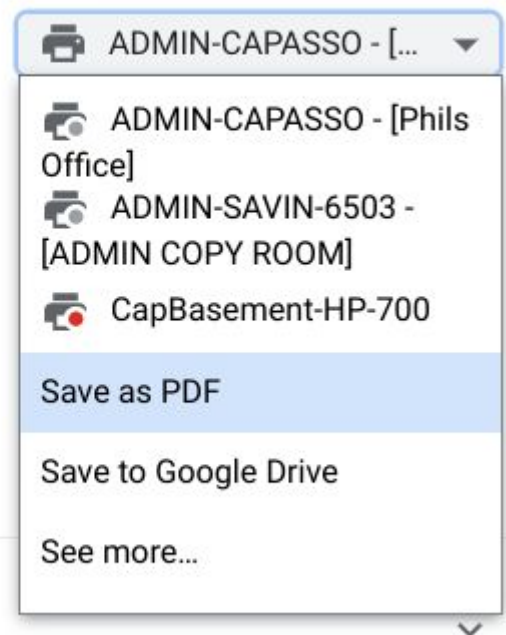 ADMIN-CAPASSO - [...
ADMIN-CAPASSO - [Phils
Office]
ADMIN-SAVIN-6503 -
[ADMIN COPY ROOM]
CapBasement-HP-700
Save as PDF
Save to Google Drive
See more...